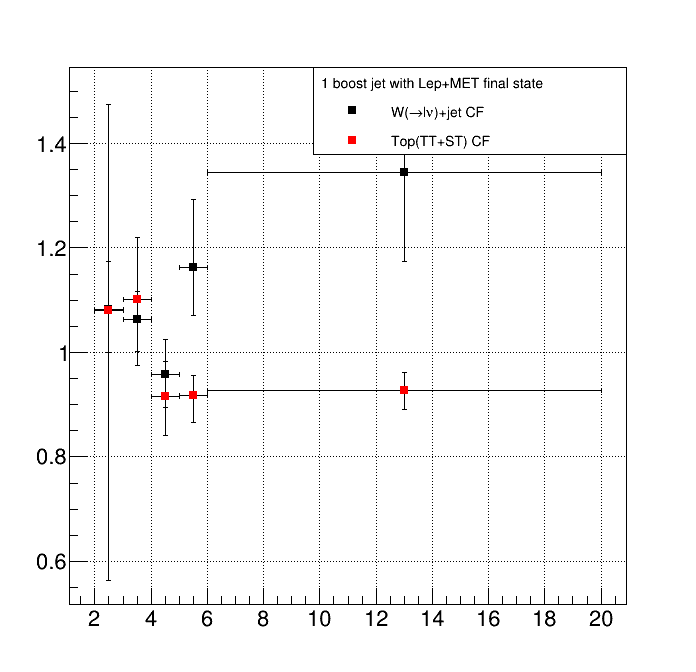 1 boost jet with Lep+MET final state
W(→lν)+jet CF
Top(TT+ST) CF
1.4
1.2
1
0.8
0.6
2 4 6 8 10 12 14 16 18 20